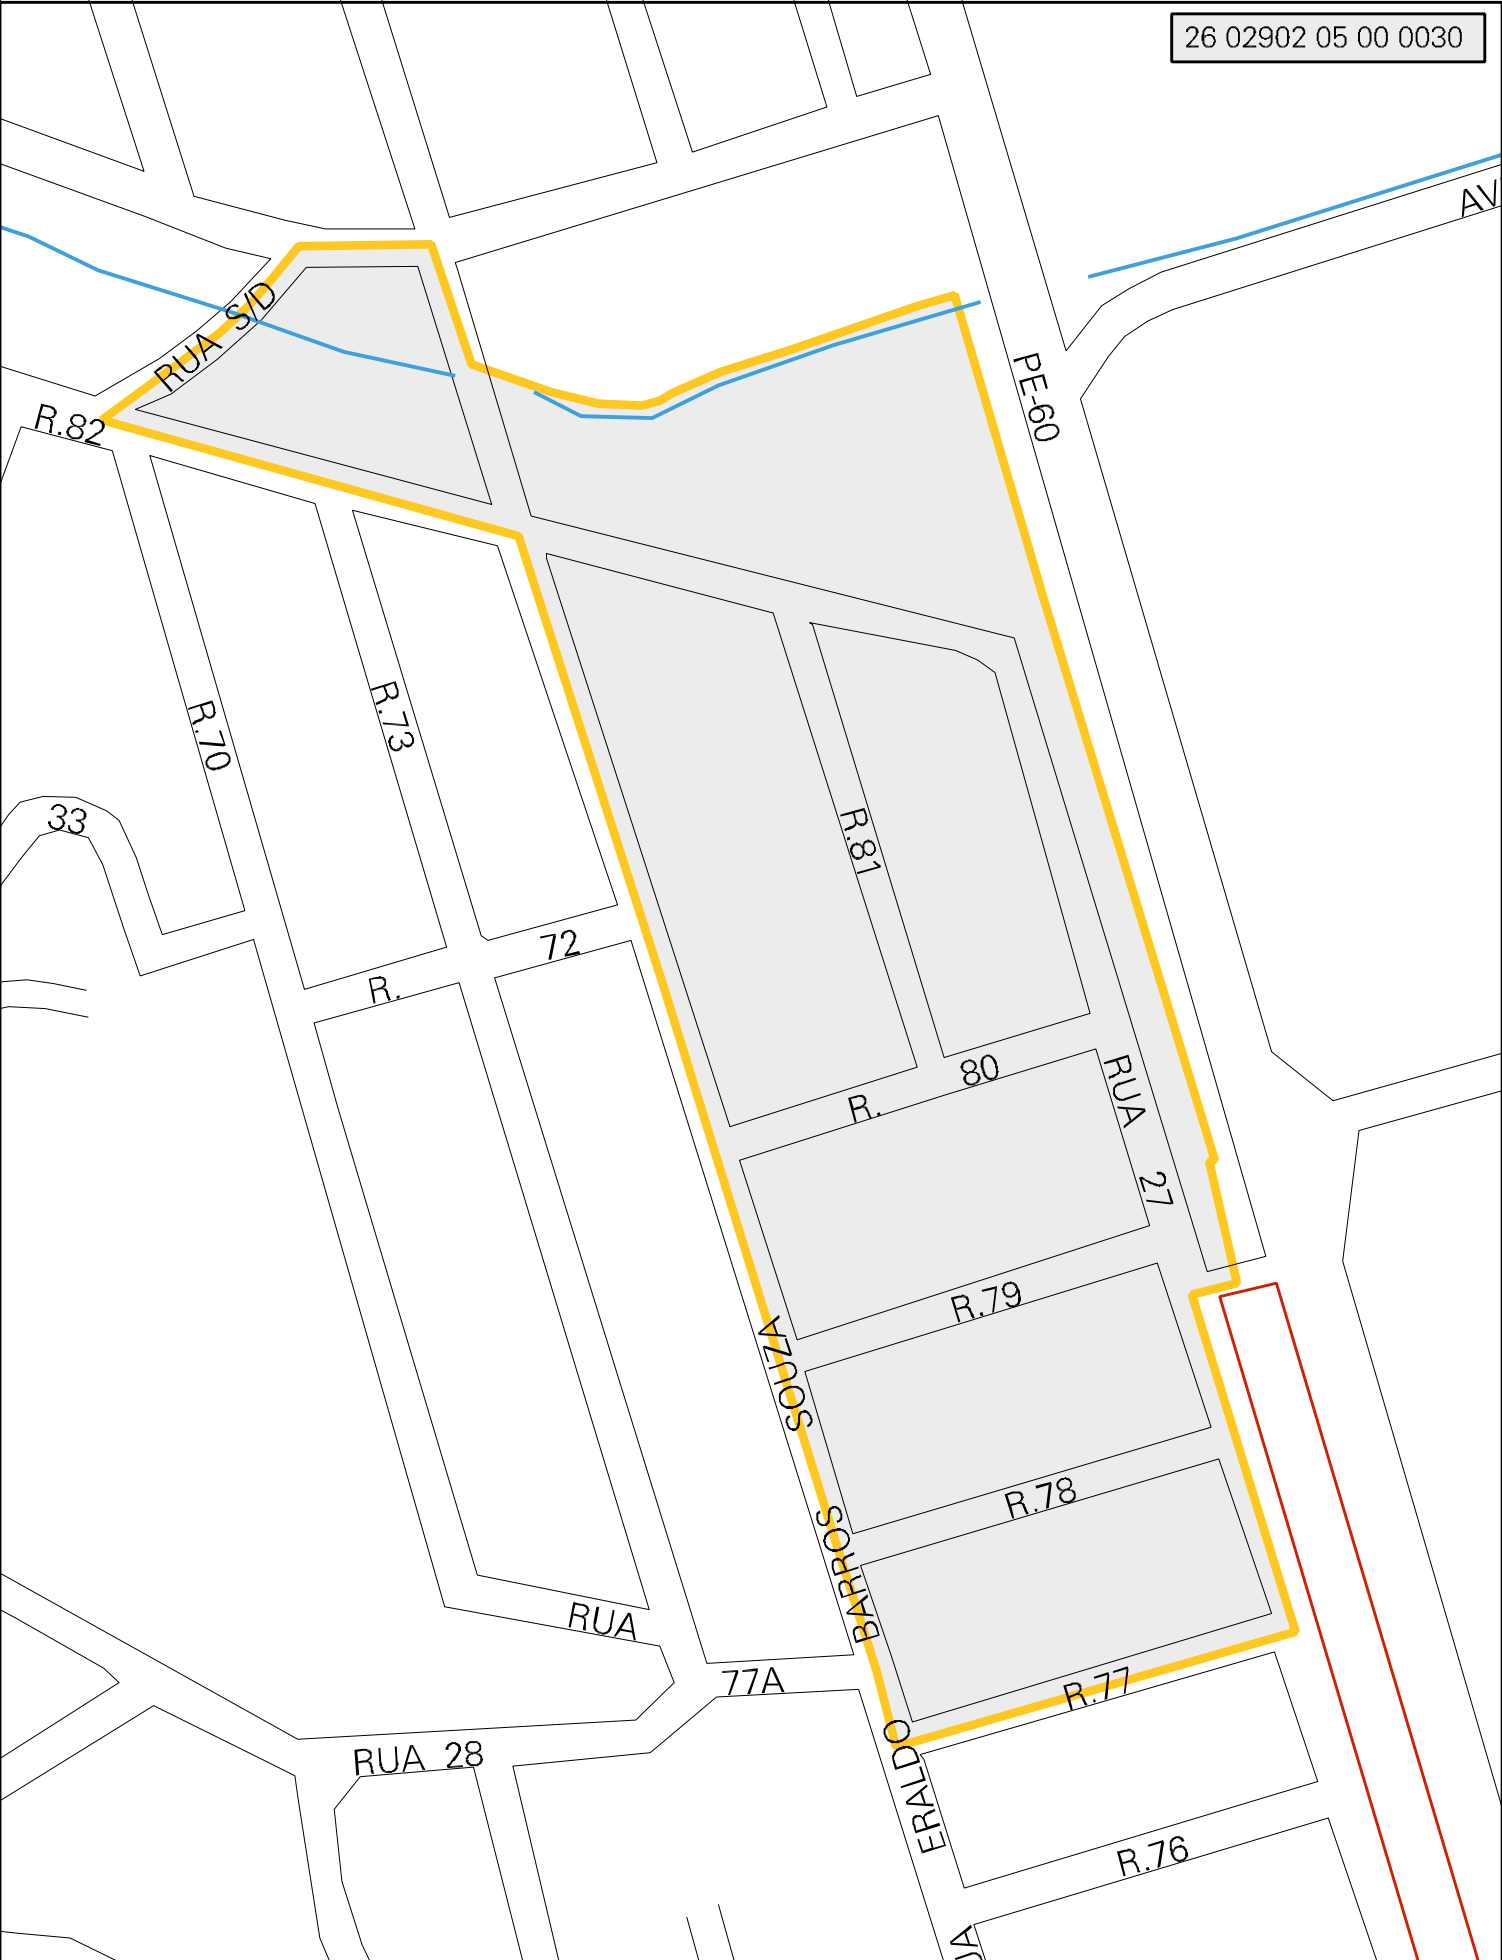 26 02902 05 00 0030
AV
RUA S/D
PE-60
R.82
R.70
R.73
33
R.81
R. 72
R. 80
RUA 27
R.79
ERALDO BARROS SOUZA
R.78
RUA 77A
R.77
RUA 28
R.76